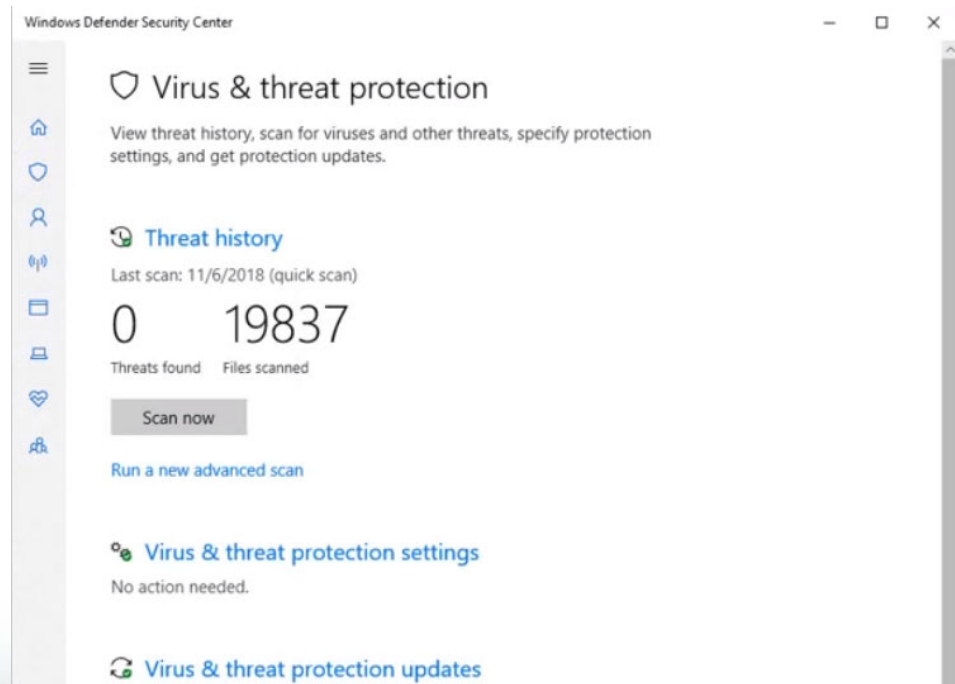 Windows Defender Security Center
Virus & threat protection
View threat history, scan for viruses and other threats, specify protection
settings, and get protection updates.
Threat history
Last scan: 11/6/2018 (quick scan)
0 19837
Threats found Files scanned
Scan now
Run a new advanced scan
Virus & threat protection settings
No action needed.
Virus & threat protection updates